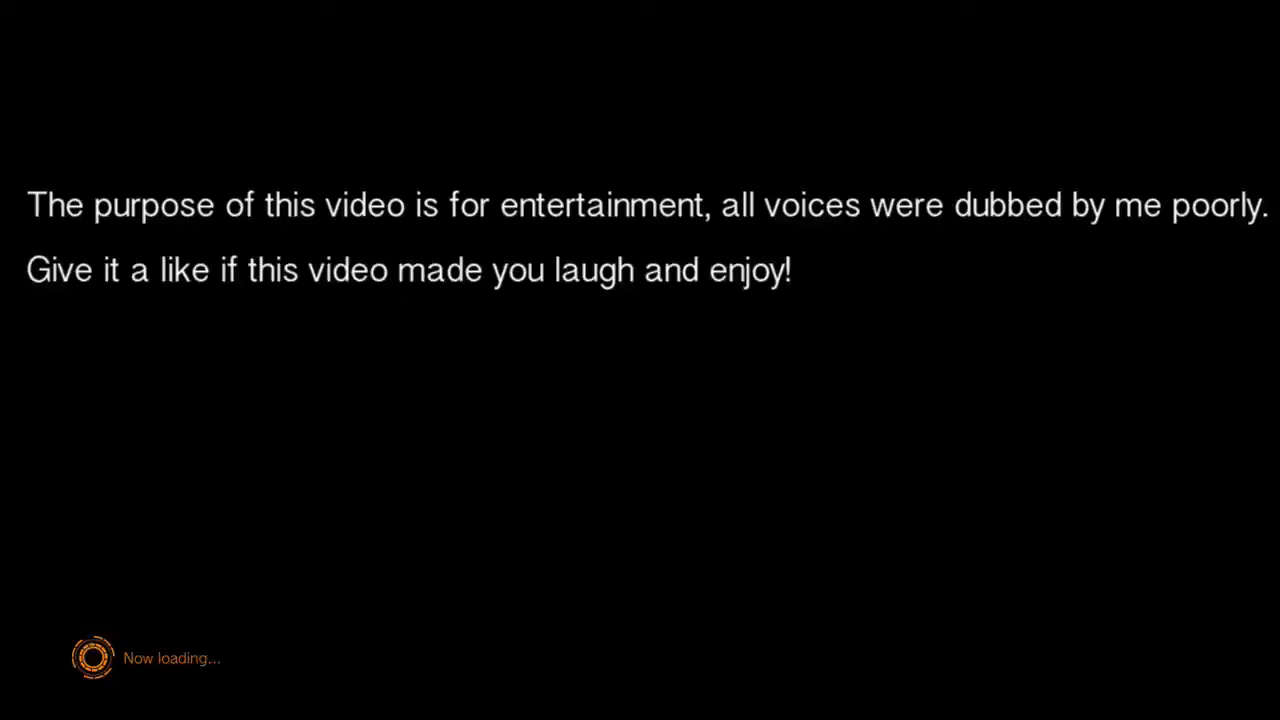 The purpose of this video is for entertainment, all voices were dubbed by me poorly.
Give it a like if this video made you laugh and enjoy!
Now loading...